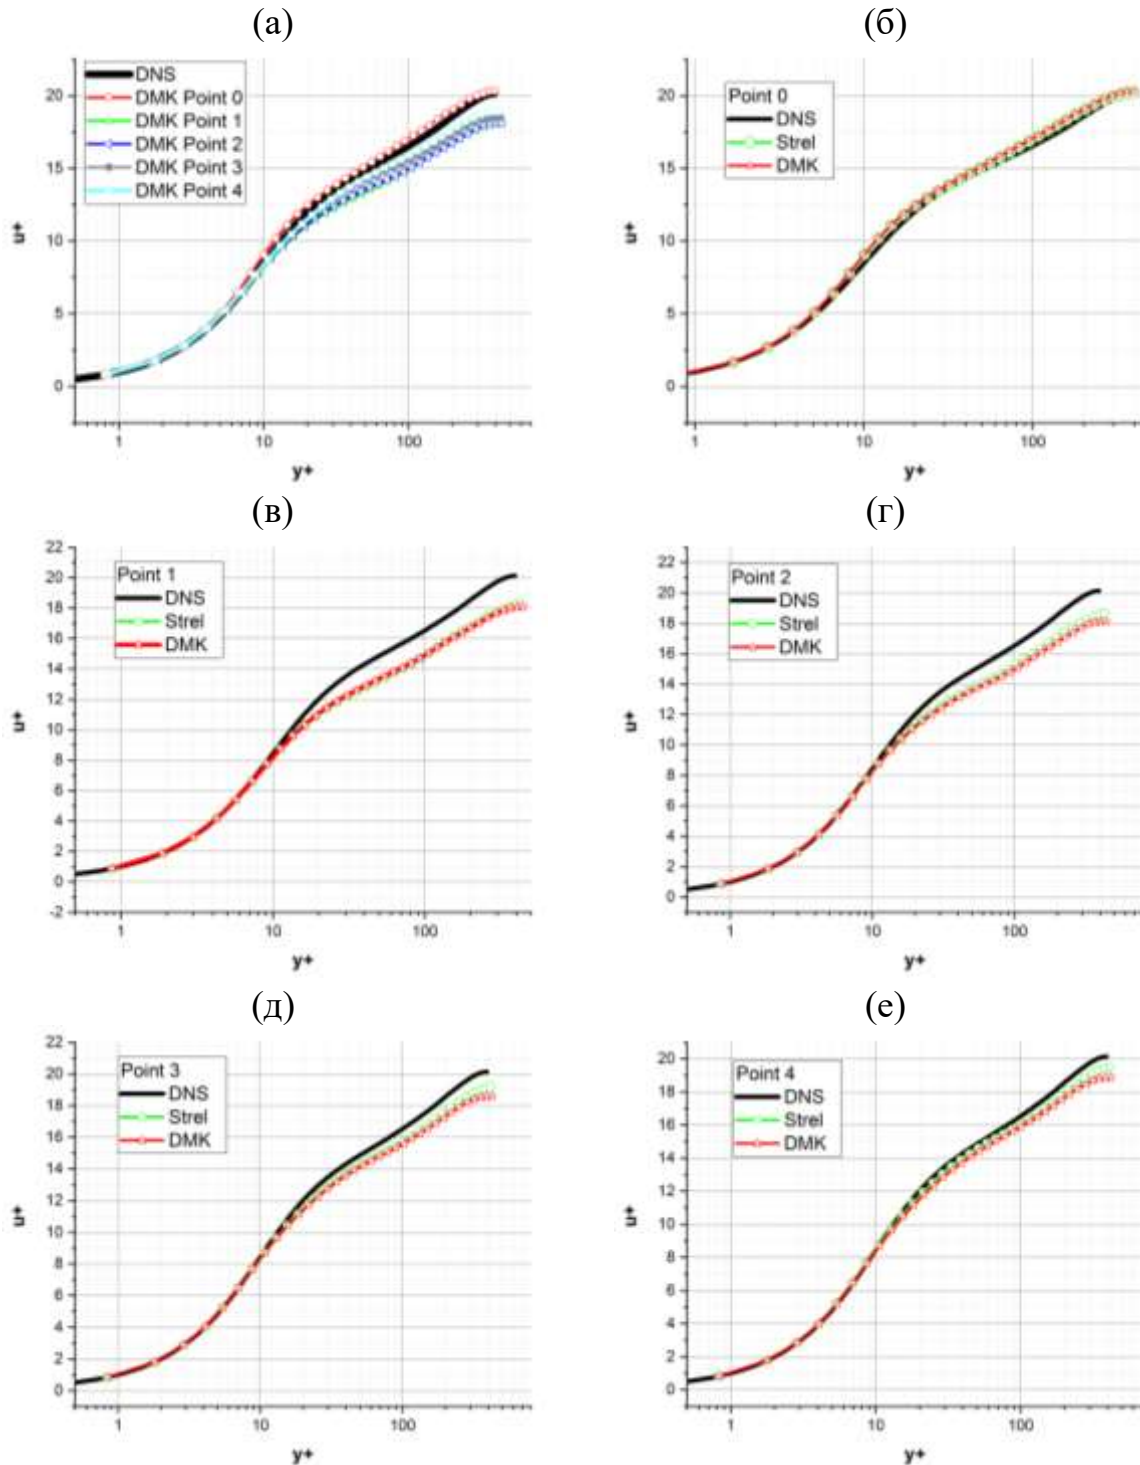 (а)
DNS
DMK Point 0
DMK Point 1
DMK Point 2
DMK Point 3
DMK Point 4
20
15
10
5
0
u+
1
10
100
y+
(б)
Point 0
DNS
Strel
DMK
20
15
10
5
0
u+
1
10
100
y+
(в)
Point 1
DNS
Strel
DMK
22
20
18
16
14
12
10
8
6
4
2
0
-2
u+
1
10
100
y+
(г)
Point 2
DNS
Strel
DMK
22
20
18
16
14
12
10
8
6
4
2
0
u+
1
10
100
y+
(д)
Point 3
DNS
Strel
DMK
22
20
18
16
14
12
10
8
6
4
2
0
u+
1
10
100
y+
(е)
Point 4
DNS
Strel
DMK
20
18
16
14
12
10
8
6
4
2
0
u+
1
10
100
y+